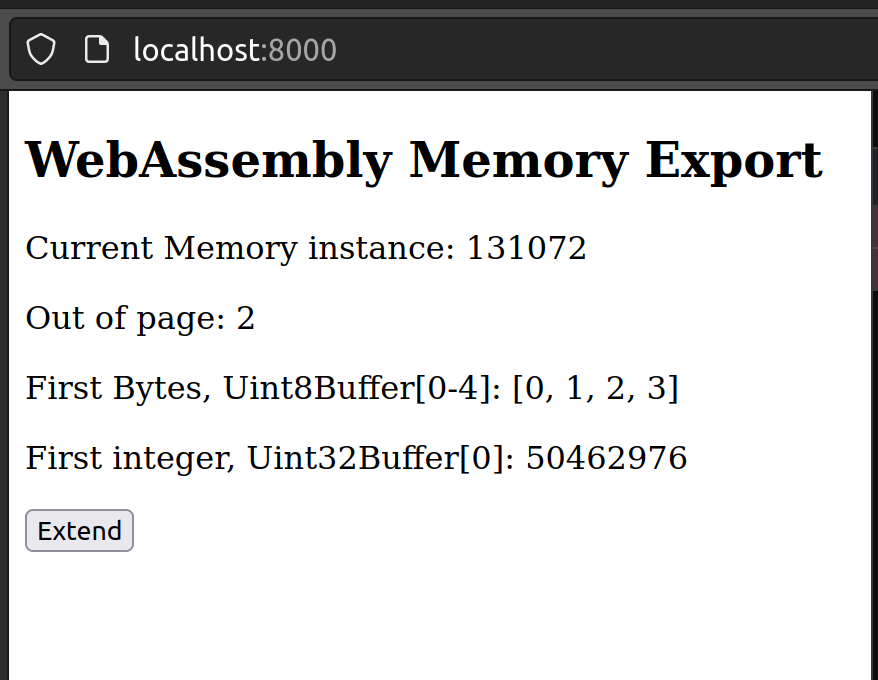 localhost:8000
WebAssembly Memory Export
Current Memory instance: 131072
Out of page: 2
First Bytes, Uint8Buffer[0-4]: [0, 1, 2, 3]
First integer, Uint32Buffer[0]: 50462976
Extend